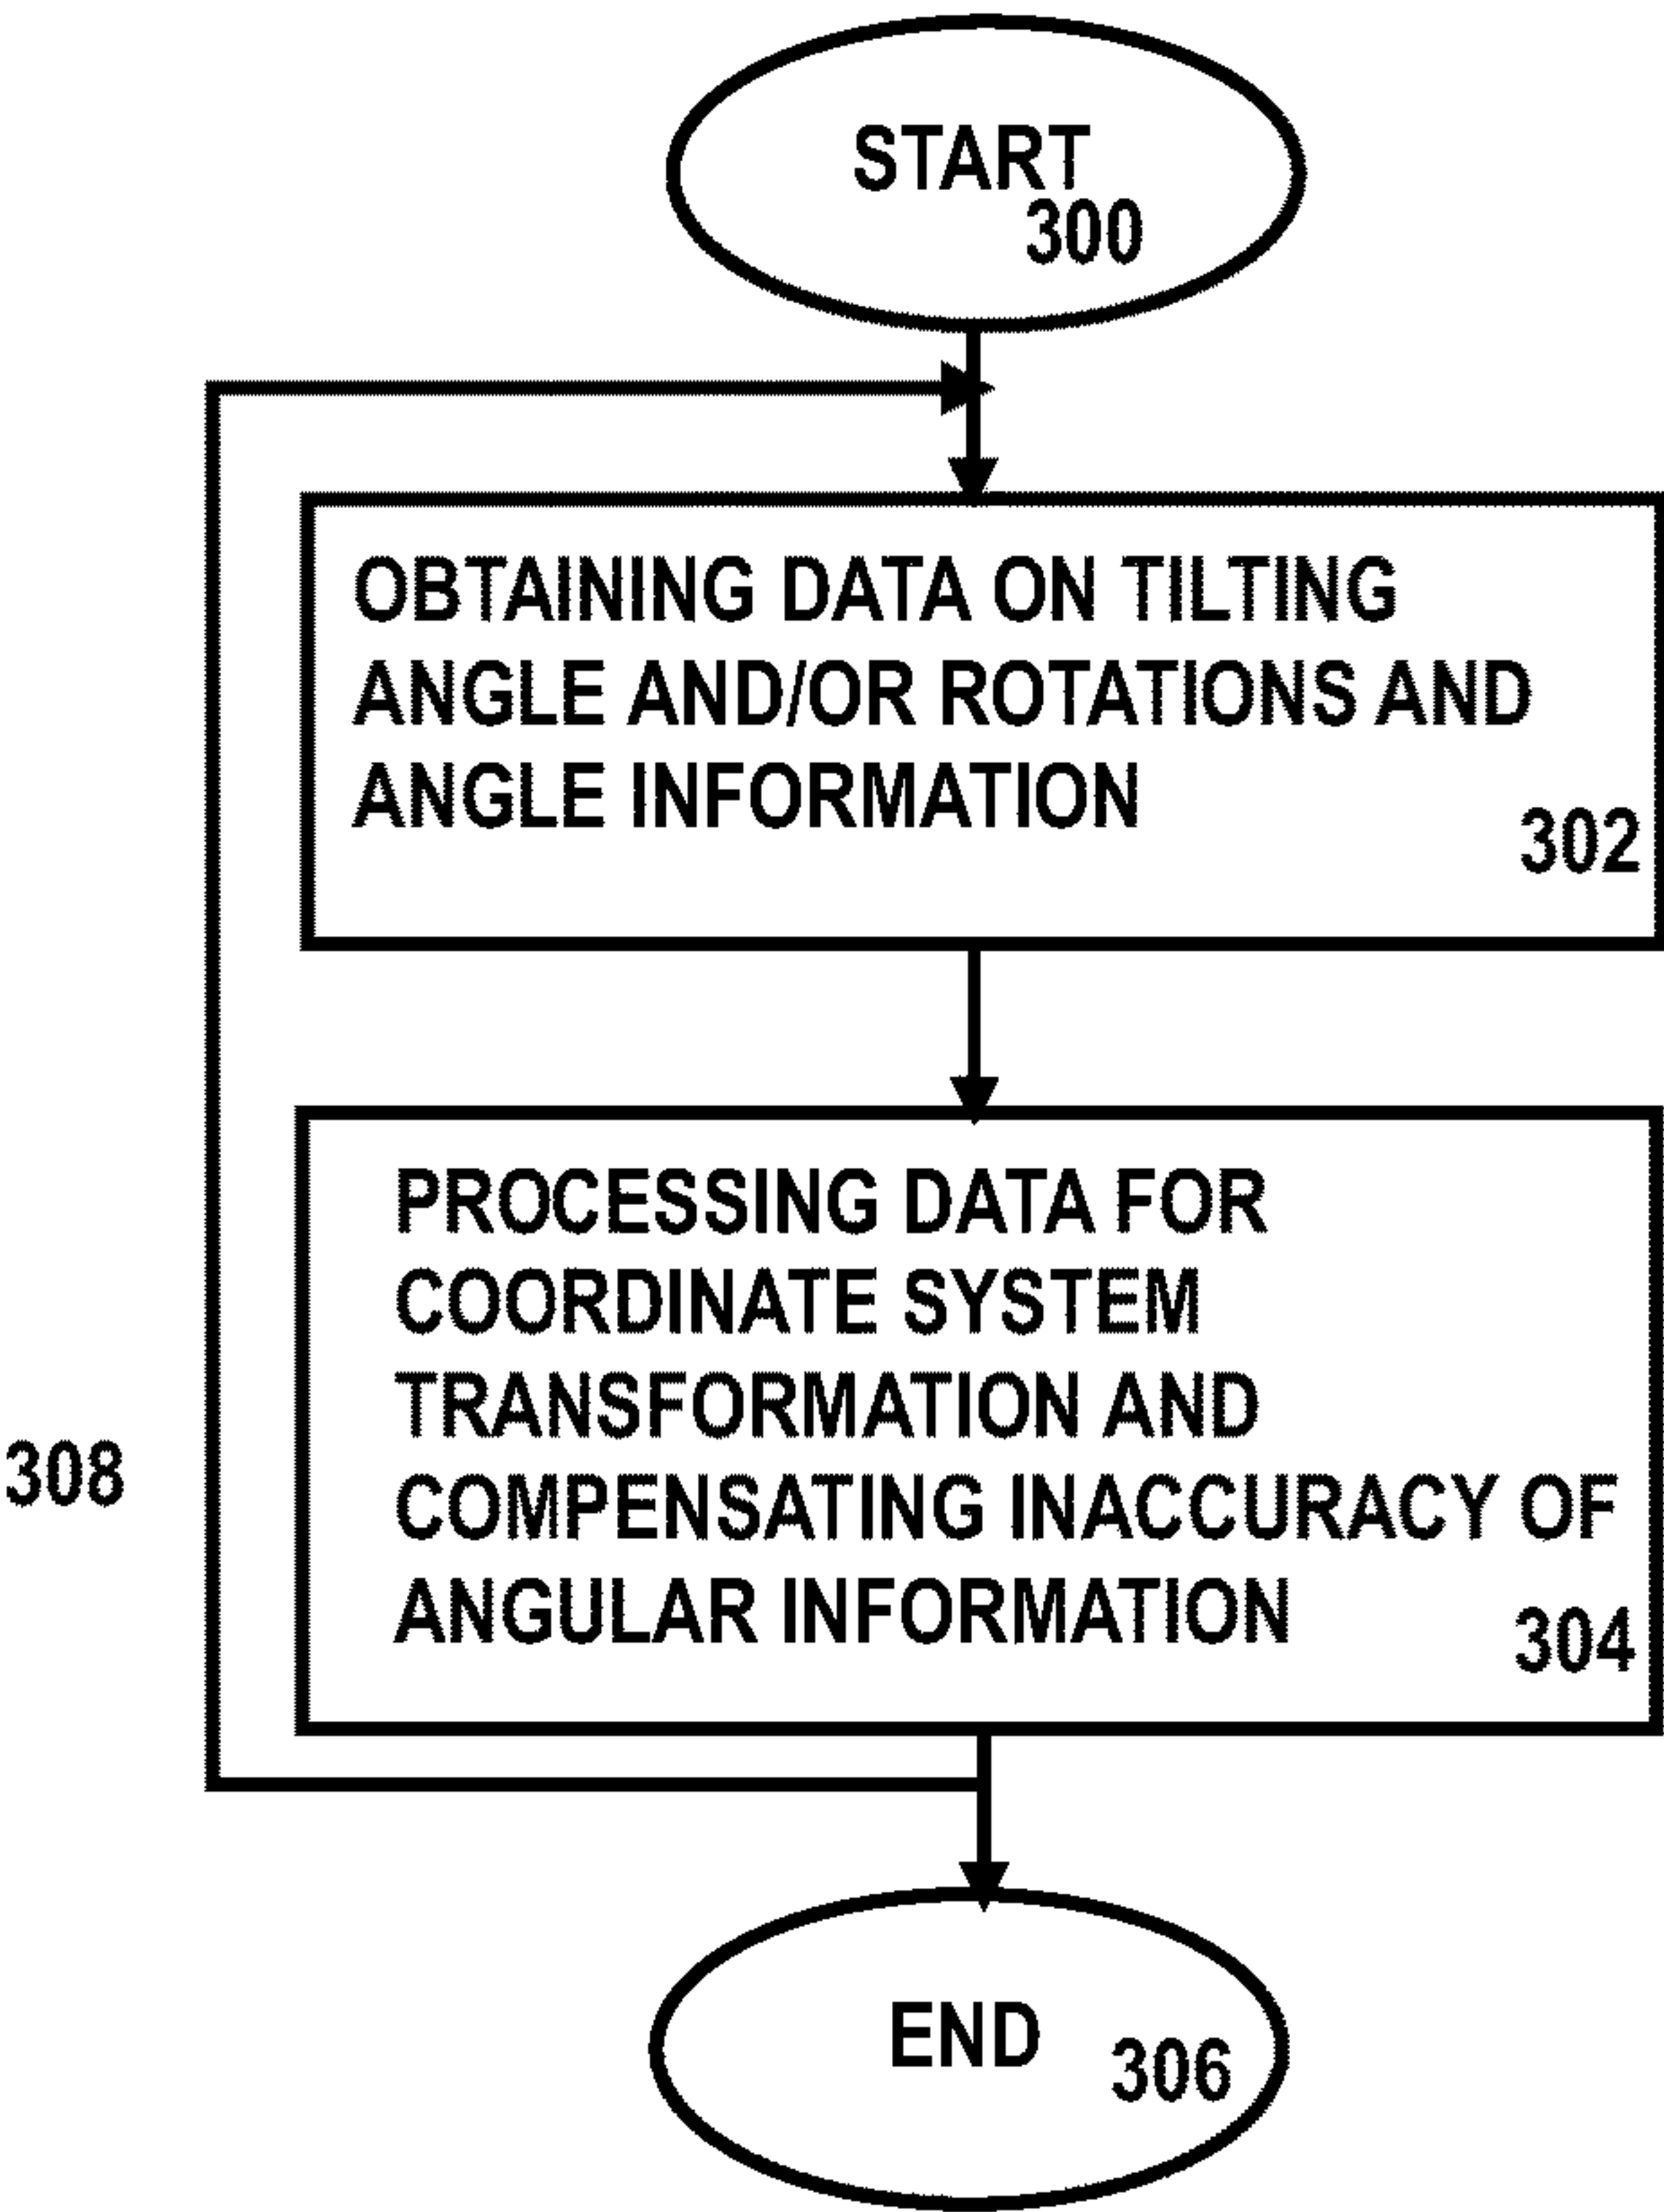 START
300
OBTAINING DATA ON TILTING
ANGLE AND/OR ROTATIONS AND
ANGLE INFORMATION
302
PROCESSING DATA FOR
COORDINATE SYSTEM
TRANSFORMATION AND
COMPENSATING INACCURACY OF
ANGULAR INFORMATION
304
308
END
306